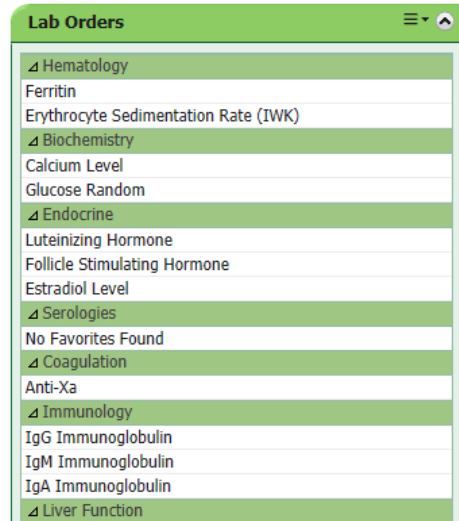 Lab Orders
Hematology
Ferritin
Erythrocyte Sedimentation Rate (IWK)
Biochemistry
Calcium Level
Glucose Random
Endocrine
Luteinizing Hormone
Follicle Stimulating Hormone
Estradiol Level
Serologies
No Favorites Found
Coagulation
Anti-Xa
Immunology
IgG Immunoglobulin
IgM Immunoglobulin
IgA Immunoglobulin
Liver Function